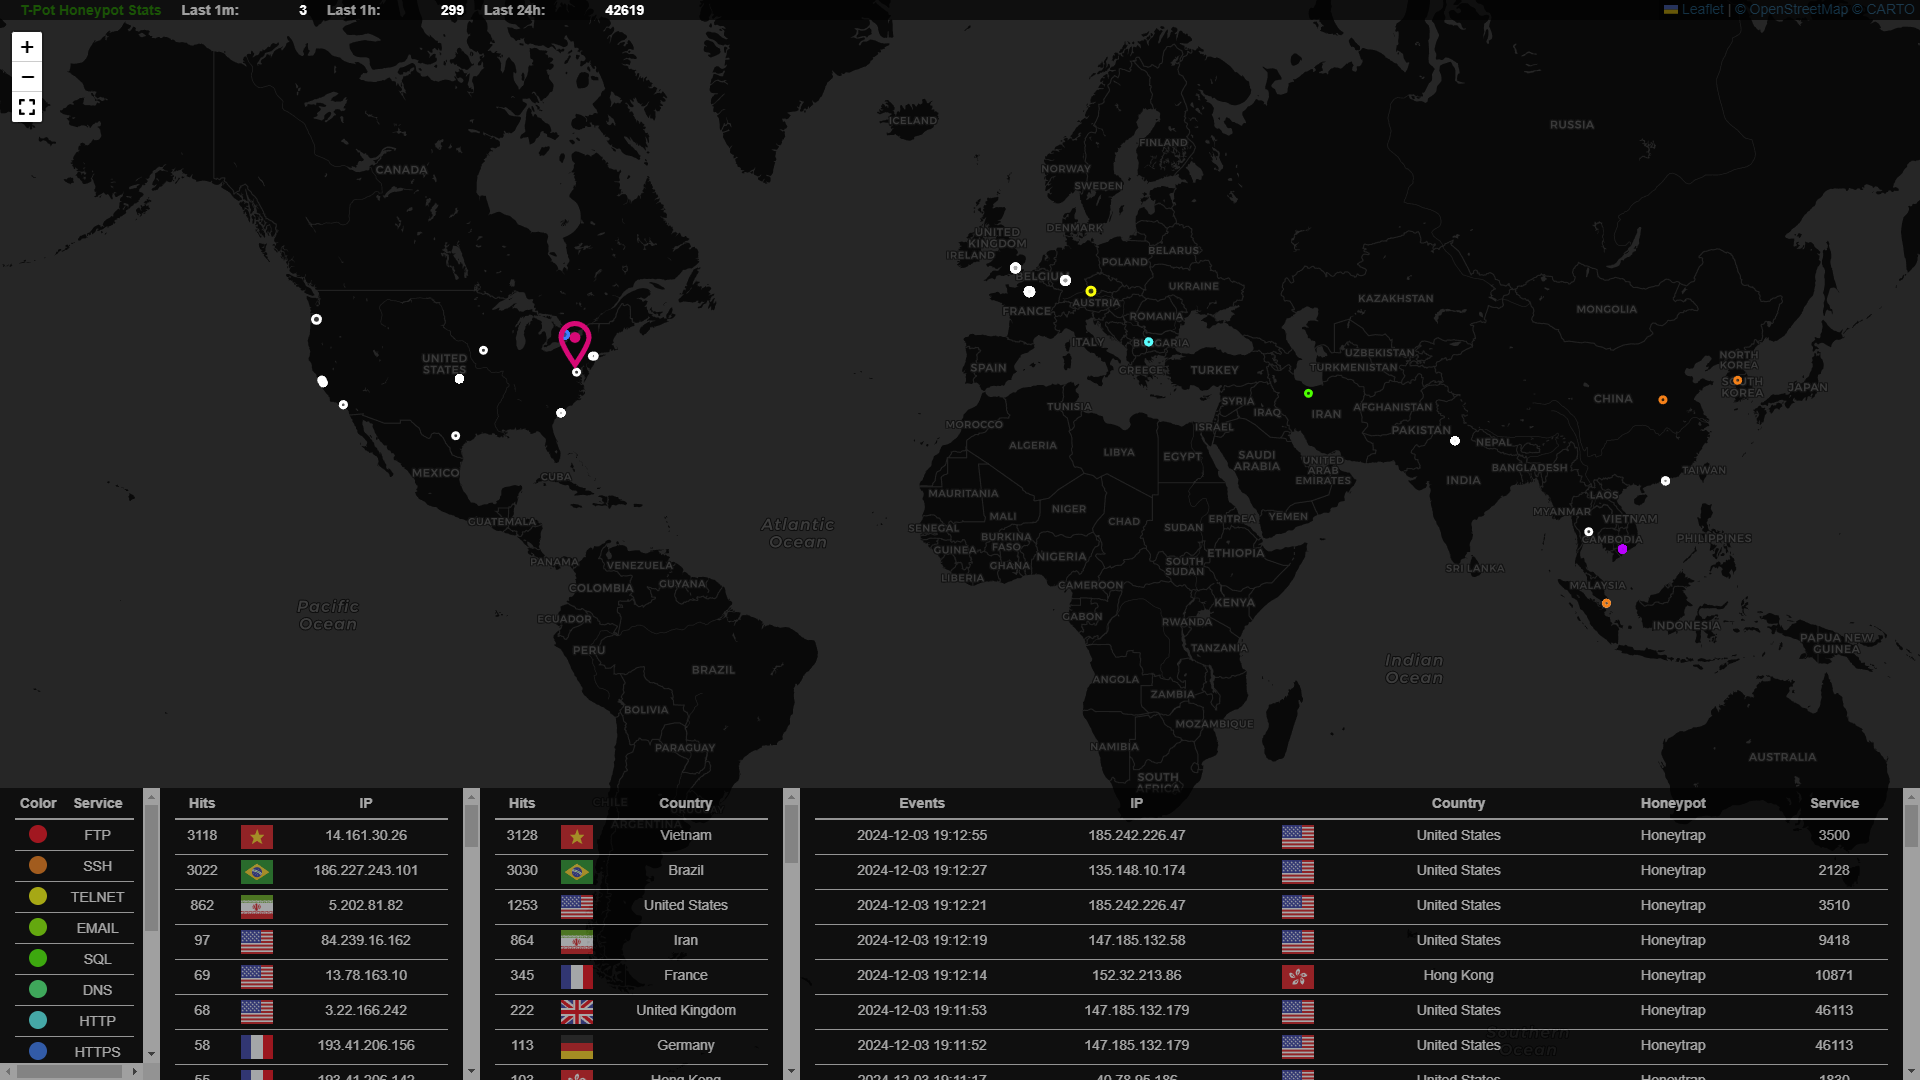 T-Pot Honeypot Stats Last 1m: 3 Last 1h: 299 Last 24h: 42619
Leaflet | © OpenStreetMap © CARTO
+
−
ICELAND
RUSSIA
CANADA
FINLAND
NORWAY
SWEDEN
UNITED KINGDOM
DENMARK
IRELAND
BELARUS
POLAND
BELGIUM
UKRAINE
KAZAKHSTAN
MONGOLIA
AUSTRIA
FRANCE
ROMANIA
ITALY
BULGARIA
UNITED STATES
SPAIN
GREECE
TURKEY
UZBEKISTAN
TURKMENISTAN
NORTH KOREA
SOUTH KOREA
JAPAN
CHINA
TUNISIA
SYRIA
IRAQ
IRAN
AFGHANISTAN
MOROCCO
ISRAEL
PAKISTAN
NEPAL
ALGERIA
LIBYA
EGYPT
SAUDI ARABIA
UNITED ARAB EMIRATES
BANGLADESH
TAIWAN
INDIA
MEXICO
CUBA
MAURITANIA
LAOS
MALI
NIGER
CHAD
SUDAN
ERITREA
YEMEN
MYANMAR
VIETNAM
GUATEMALA
Atlantic Ocean
SENEGAL
BURKINA FASO
CAMBODIA
PHILIPPINES
GUINEA
NIGERIA
ETHIOPIA
PANAMA
VENEZUELA
GHANA
SOUTH SUDAN
SRI LANKA
LIBERIA
CAMEROON
MALAYSIA
COLOMBIA
GUYANA
Pacific Ocean
ECUADOR
GABON
KENYA
RWANDA
INDONESIA
PAPUA NEW GUINEA
PERU
TANZANIA
BRAZIL
Indian Ocean
ANGOLA
ZAMBIA
BOLIVIA
MOZAMBIQUE
PARAGUAY
NAMIBIA
AUSTRALIA
SOUTH AFRICA
CHILE
ARGENTINA
Southern Ocean
Color Service
FTP
SSH
TELNET
EMAIL
SQL
DNS
HTTP
HTTPS
Hits IP
3118 14.161.30.26
3022 186.227.243.101
862 5.202.81.82
97 84.239.16.162
69 13.78.163.10
68 3.22.166.242
58 193.41.206.156
55 193.41.206.142
Hits Country
3128 Vietnam
3030 Brazil
1253 United States
864 Iran
345 France
222 United Kingdom
113 Germany
103 Hong Kong
Events IP Country Honeypot Service
2024-12-03 19:12:55 185.242.226.47 United States Honeytrap 3500
2024-12-03 19:12:27 135.148.10.174 United States Honeytrap 2128
2024-12-03 19:12:21 185.242.226.47 United States Honeytrap 3510
2024-12-03 19:12:19 147.185.132.58 United States Honeytrap 9418
2024-12-03 19:12:14 152.32.213.86 Hong Kong Honeytrap 10871
2024-12-03 19:11:53 147.185.132.179 United States Honeytrap 46113
2024-12-03 19:11:52 147.185.132.179 United States Honeytrap 46113
2024-12-03 19:11:17 40.78.95.186 United States Honeytrap 1830